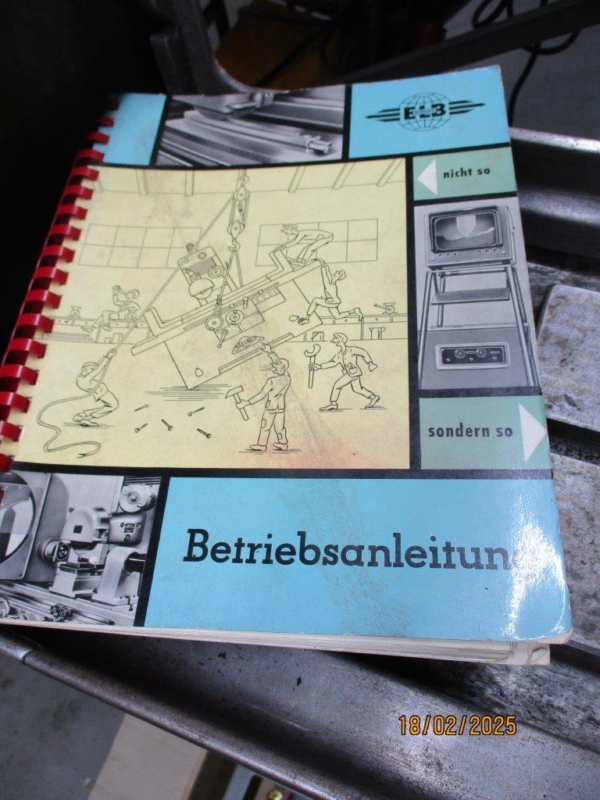 ELB
nicht so
sondern so
Betriebsanleitung
18/02/2025